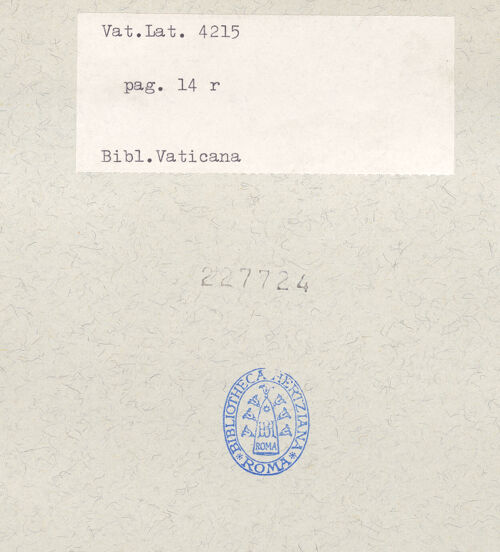 Vat.Lat. 4215
pag. 14 r
Bibl.Vaticana
227724
BIBLIOTHECA HERTZIANA
ROMA
* ROMA *